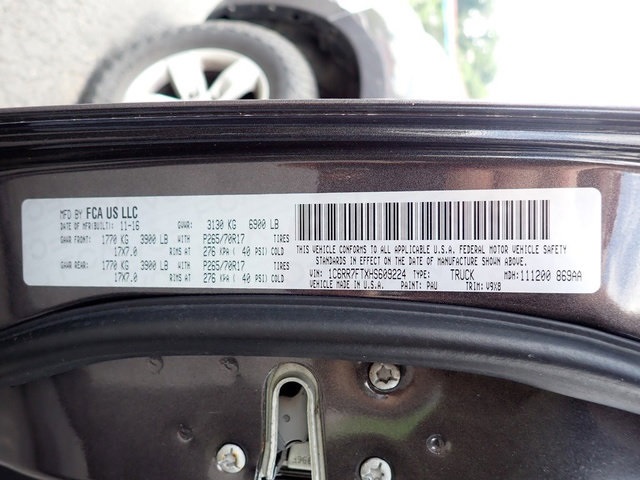 MFD BY FCA US LLC
DATE OF MFR(BUILT): 11-16 GVWR: 3130 KG 6900 LB
GAWR FRONT: 1770 KG 3900 LB WITH P265/70R17 TIRES
17X7.0 RIMS AT 276 KPA ( 40 PSI) COLD
GAWR REAR: 1770 KG 3900 LB WITH P265/70R17 TIRES
17X7.0 RIMS AT 276 KPA ( 40 PSI) COLD
THIS VEHICLE CONFORMS TO ALL APPLICABLE U.S.A. FEDERAL MOTOR VEHICLE SAFETY
STANDARDS IN EFFECT ON THE DATE OF MANUFACTURE SHOWN ABOVE.
VIN: 1C6RR7FTXHS609224 TYPE: TRUCK MDH: 111200 869AA
VEHICLE MADE IN U.S.A. PAINT: PAU TRIM: V9X8